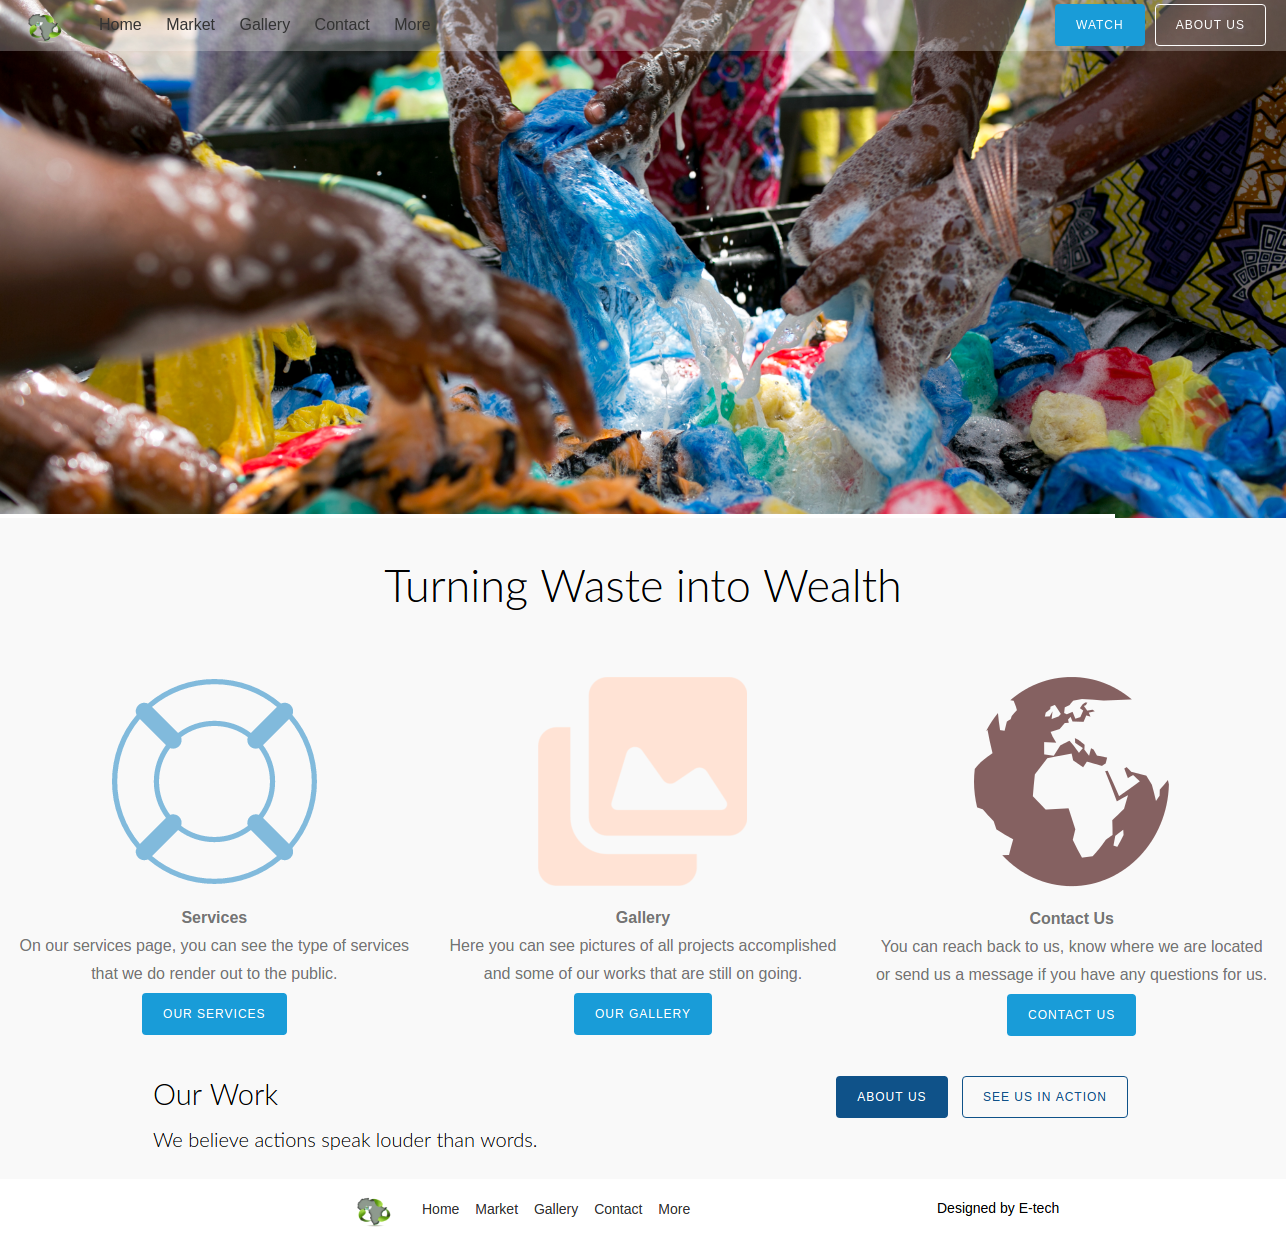 Home Market Gallery Contact More WATCH ABOUT US
Turning Waste into Wealth
Services
On our services page, you can see the type of services
that we do render out to the public.
OUR SERVICES
Gallery
Here you can see pictures of all projects accomplished
and some of our works that are still on going.
OUR GALLERY
Contact Us
You can reach back to us, know where we are located
or send us a message if you have any questions for us.
CONTACT US
Our Work
We believe actions speak louder than words.
ABOUT US SEE US IN ACTION
Home Market Gallery Contact More Designed by E-tech